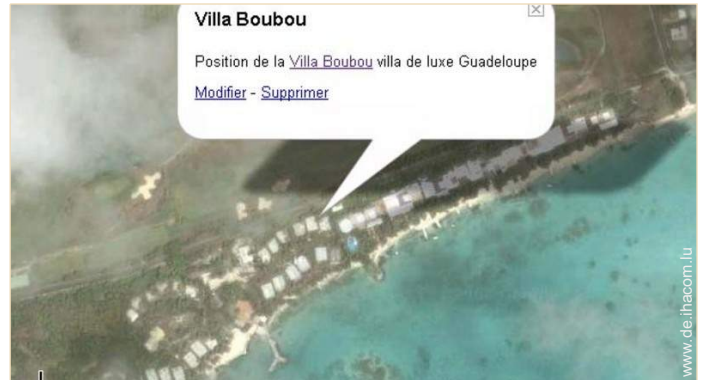 Villa Boubou
Position de la Villa Boubou villa de luxe Guadeloupe
Modifier - Supprimer
www.de.ihacom.lu